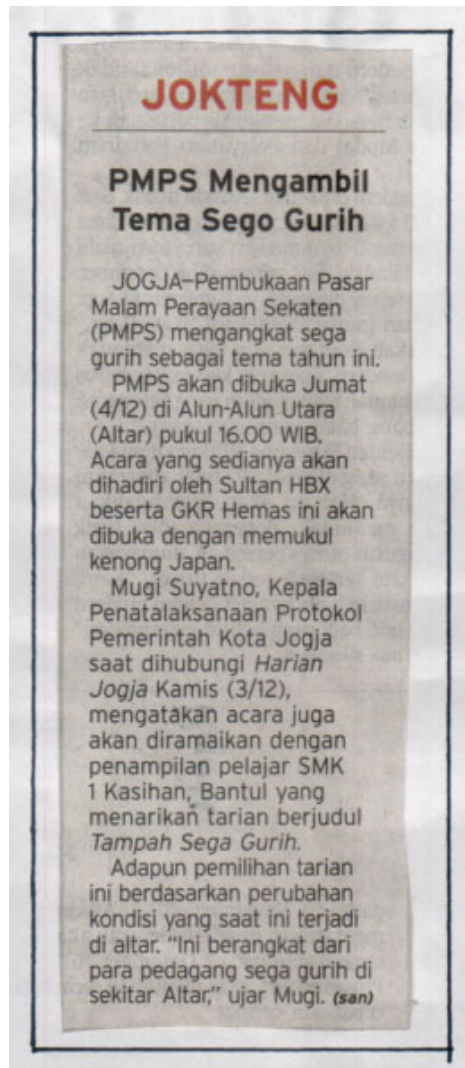 JOKTENG
PMPS Mengambil
Tema Sego Gurih
JOGJA–Pembukaan Pasar
Malam Perayaan Sekaten
(PMPS) mengangkat sega
gurih sebagai tema tahun ini.
PMPS akan dibuka Jumat
(4/12) di Alun-Alun Utara
(Altar) pukul 16.00 WIB.
Acara yang sedianya akan
dihadiri oleh Sultan HBX
beserta GKR Hemas ini akan
dibuka dengan memukul
kenong Japan.
Mugi Suyatno, Kepala
Penatalaksanaan Protokol
Pemerintah Kota Jogja
saat dihubungi Harian
Jogja Kamis (3/12),
mengatakan acara juga
akan diramaikan dengan
penampilan pelajar SMK
1 Kasihan, Bantul yang
menarikan tarian berjudul
Tampah Sega Gurih.
Adapun pemilihan tarian
ini berdasarkan perubahan
kondisi yang saat ini terjadi
di altar. "Ini berangkat dari
para pedagang sega gurih di
sekitar Altar," ujar Mugi. (san)